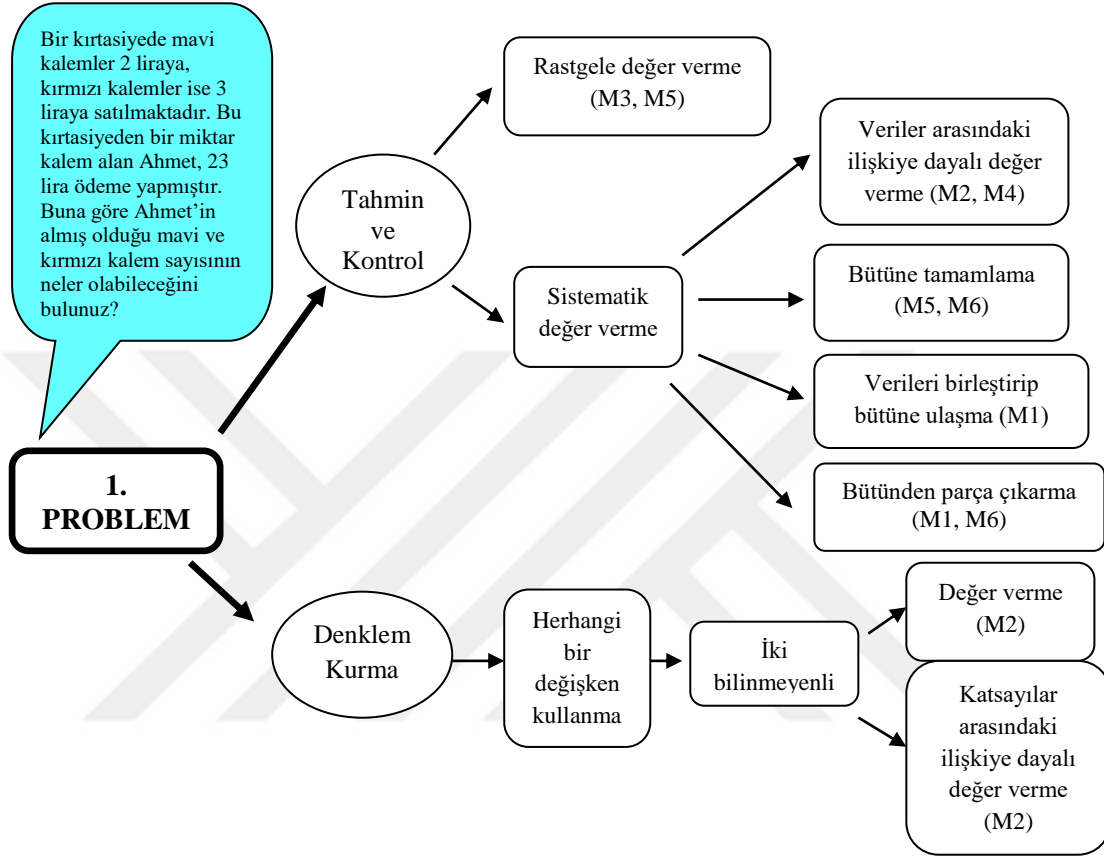 Bir kırtasiyede mavi
kalemler 2 liraya,
kırmızı kalemler ise 3
liraya satılmaktadır. Bu
kırtasiyeden bir miktar
kalem alan Ahmet, 23
lira ödeme yapmıştır.
Buna göre Ahmet’in
almış olduğu mavi ve
kırmızı kalem sayısının
neler olabileceğini
bulunuz?
1.
PROBLEM
Tahmin
ve
Kontrol
Rastgele değer verme
(M3, M5)
Sistematik
değer verme
Veriler arasındaki
ilişkiye dayalı değer
verme (M2, M4)
Bütüne tamamlama
(M5, M6)
Verileri birleştirip
bütüne ulaşma (M1)
Bütünden parça çıkarma
(M1, M6)
Denklem
Kurma
Herhangi
bir
değişken
kullanma
İki
bilinmeyenli
Değer verme
(M2)
Katsayılar
arasındaki
ilişkiye dayalı
değer verme
(M2)